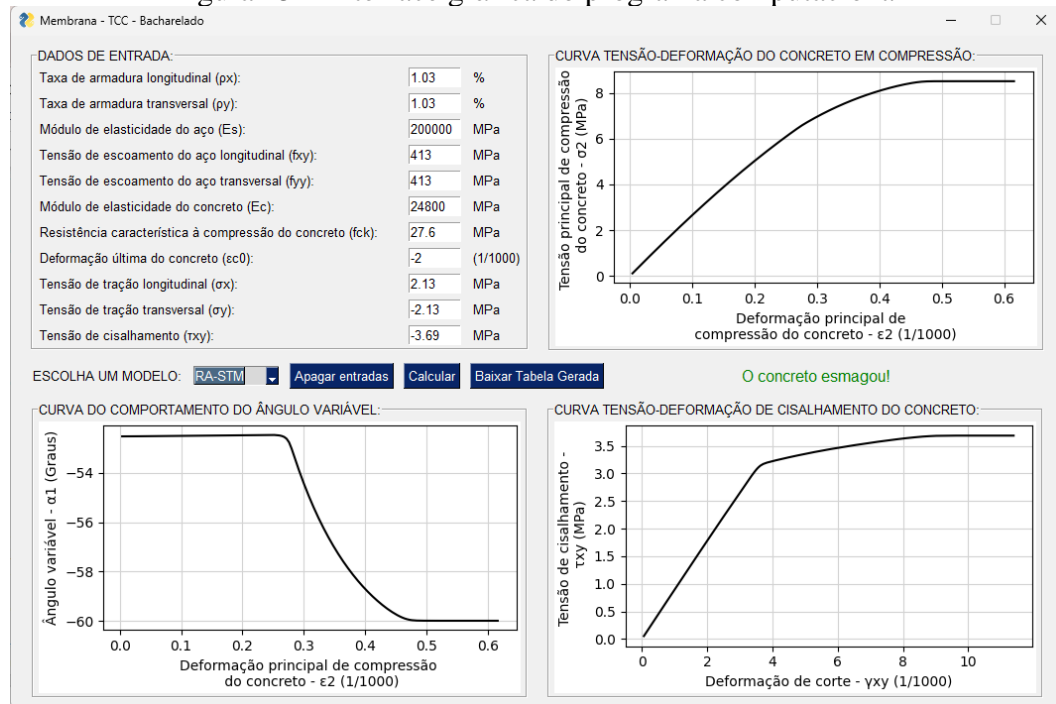 Membrana - TCC - Bacharelado
DADOS DE ENTRADA:
Taxa de armadura longitudinal (ρx): 1.03 %
Taxa de armadura transversal (ρy): 1.03 %
Módulo de elasticidade do aço (Es): 200000 MPa
Tensão de escoamento do aço longitudinal (fxy): 413 MPa
Tensão de escoamento do aço transversal (fyy): 413 MPa
Módulo de elasticidade do concreto (Ec): 24800 MPa
Resistência característica à compressão do concreto (fck): 27.6 MPa
Deformação última do concreto (εc0): -2 (1/1000)
Tensão de tração longitudinal (σx): 2.13 MPa
Tensão de tração transversal (σy): -2.13 MPa
Tensão de cisalhamento (τxy): -3.69 MPa
CURVA TENSÃO-DEFORMAÇÃO DO CONCRETO EM COMPRESSÃO:
Tensão principal de compressão
do concreto - σ2 (MPa)
8
6
4
2
0
0.0 0.1 0.2 0.3 0.4 0.5 0.6
Deformação principal de
compressão do concreto - ε2 (1/1000)
ESCOLHA UM MODELO: RA-STM Apagar entradas Calcular Baixar Tabela Gerada
O concreto esmagou!
CURVA DO COMPORTAMENTO DO ÂNGULO VARIÁVEL:
Ângulo variável - α1 (Graus)
−54
−56
−58
−60
0.0 0.1 0.2 0.3 0.4 0.5 0.6
Deformação principal de compressão
do concreto - ε2 (1/1000)
CURVA TENSÃO-DEFORMAÇÃO DE CISALHAMENTO DO CONCRETO:
Tensão de cisalhamento -
τxy (MPa)
3.5
3.0
2.5
2.0
1.5
1.0
0.5
0.0
0 2 4 6 8 10
Deformação de corte - γxy (1/1000)